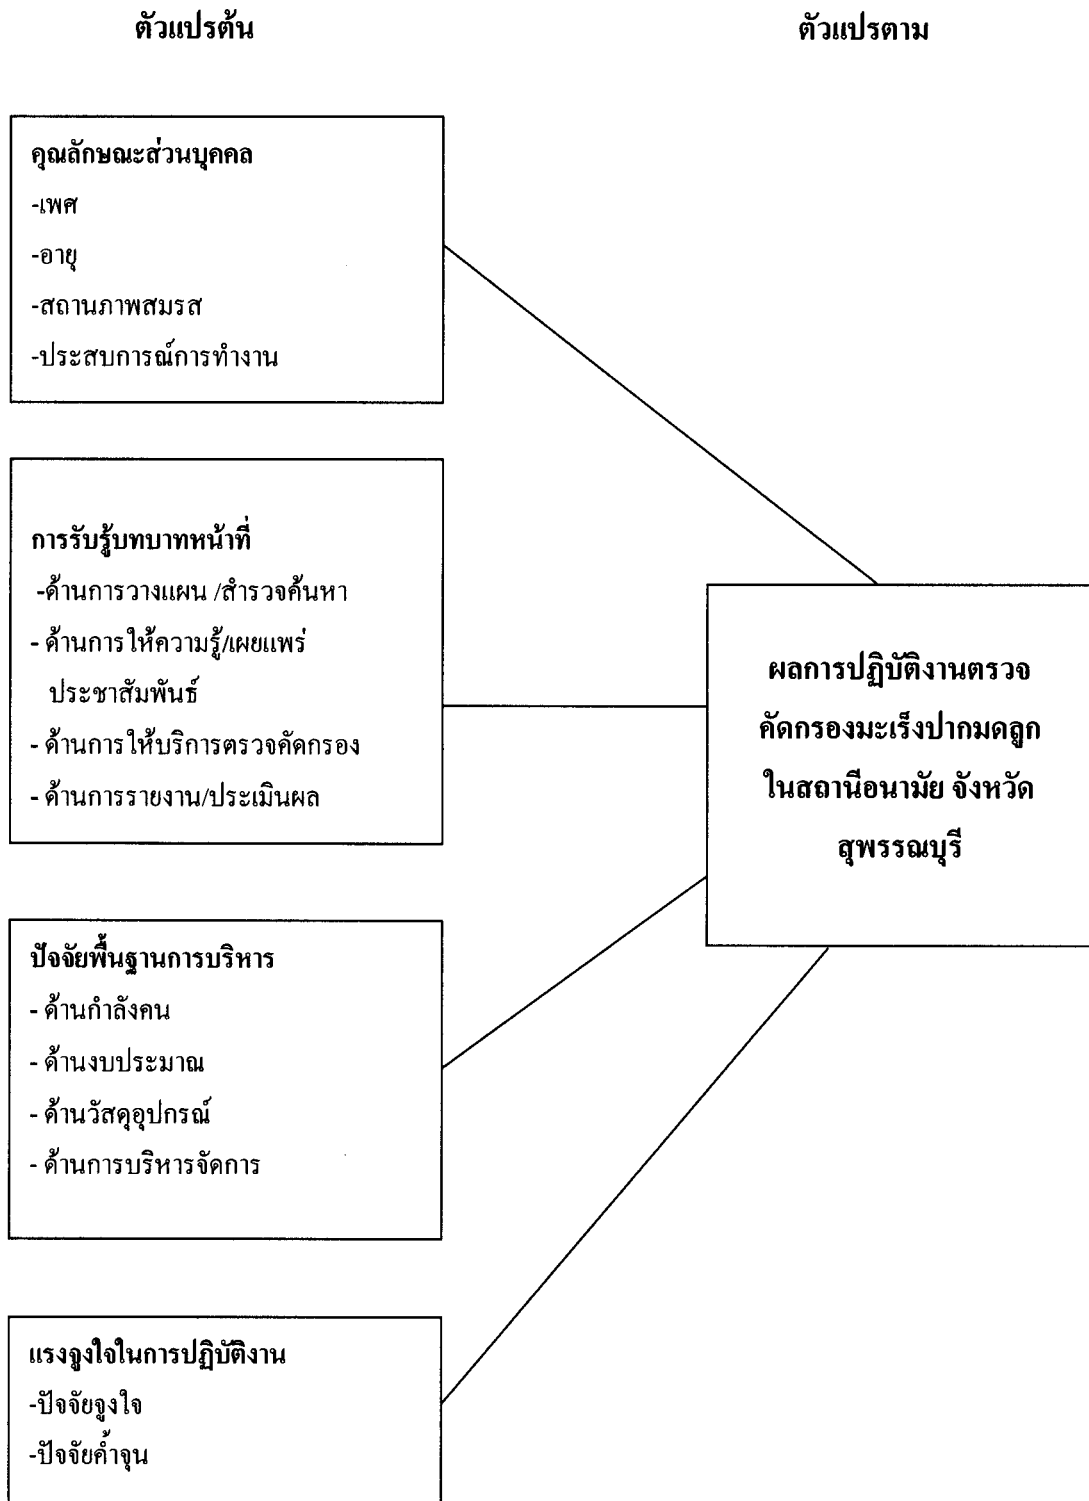 ตัวแปรต้น
ตัวแปรตาม
คุณลักษณะส่วนบุคคล
-เพศ
-อายุ
-สถานภาพสมรส
-ประสบการณ์การทำงาน
การรับรู้บทบาทหน้าที่
-ด้านการวางแผน /สำรวจค้นหา
- ด้านการให้ความรู้/เผยแพร่
ประชาสัมพันธ์
- ด้านการให้บริการตรวจคัดกรอง
- ด้านการรายงาน/ประเมินผล
ปัจจัยพื้นฐานการบริหาร
- ด้านกำลังคน
- ด้านงบประมาณ
- ด้านวัสดุอุปกรณ์
- ด้านการบริหารจัดการ
แรงจูงใจในการปฏิบัติงาน
-ปัจจัยจูงใจ
-ปัจจัยค้ำจุน
ผลการปฏิบัติงานตรวจ
คัดกรองมะเร็งปากมดลูก
ในสถานีอนามัย จังหวัด
สุพรรณบุรี